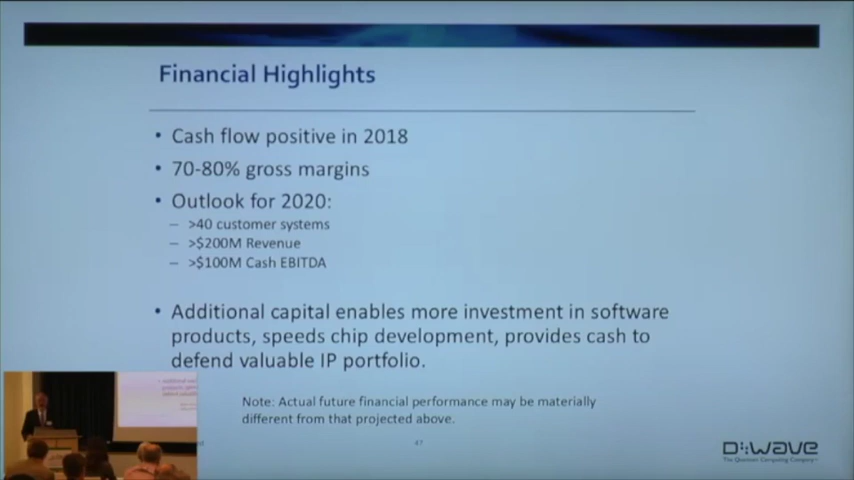 Financial Highlights
• Cash flow positive in 2018
• 70-80% gross margins
• Outlook for 2020:
– >40 customer systems
– >$200M Revenue
– >$100M Cash EBITDA
• Additional capital enables more investment in software
products, speeds chip development, provides cash to
defend valuable IP portfolio.
Note: Actual future financial performance may be materially
different from that projected above.
47
D:wave
The Quantum Computing Company